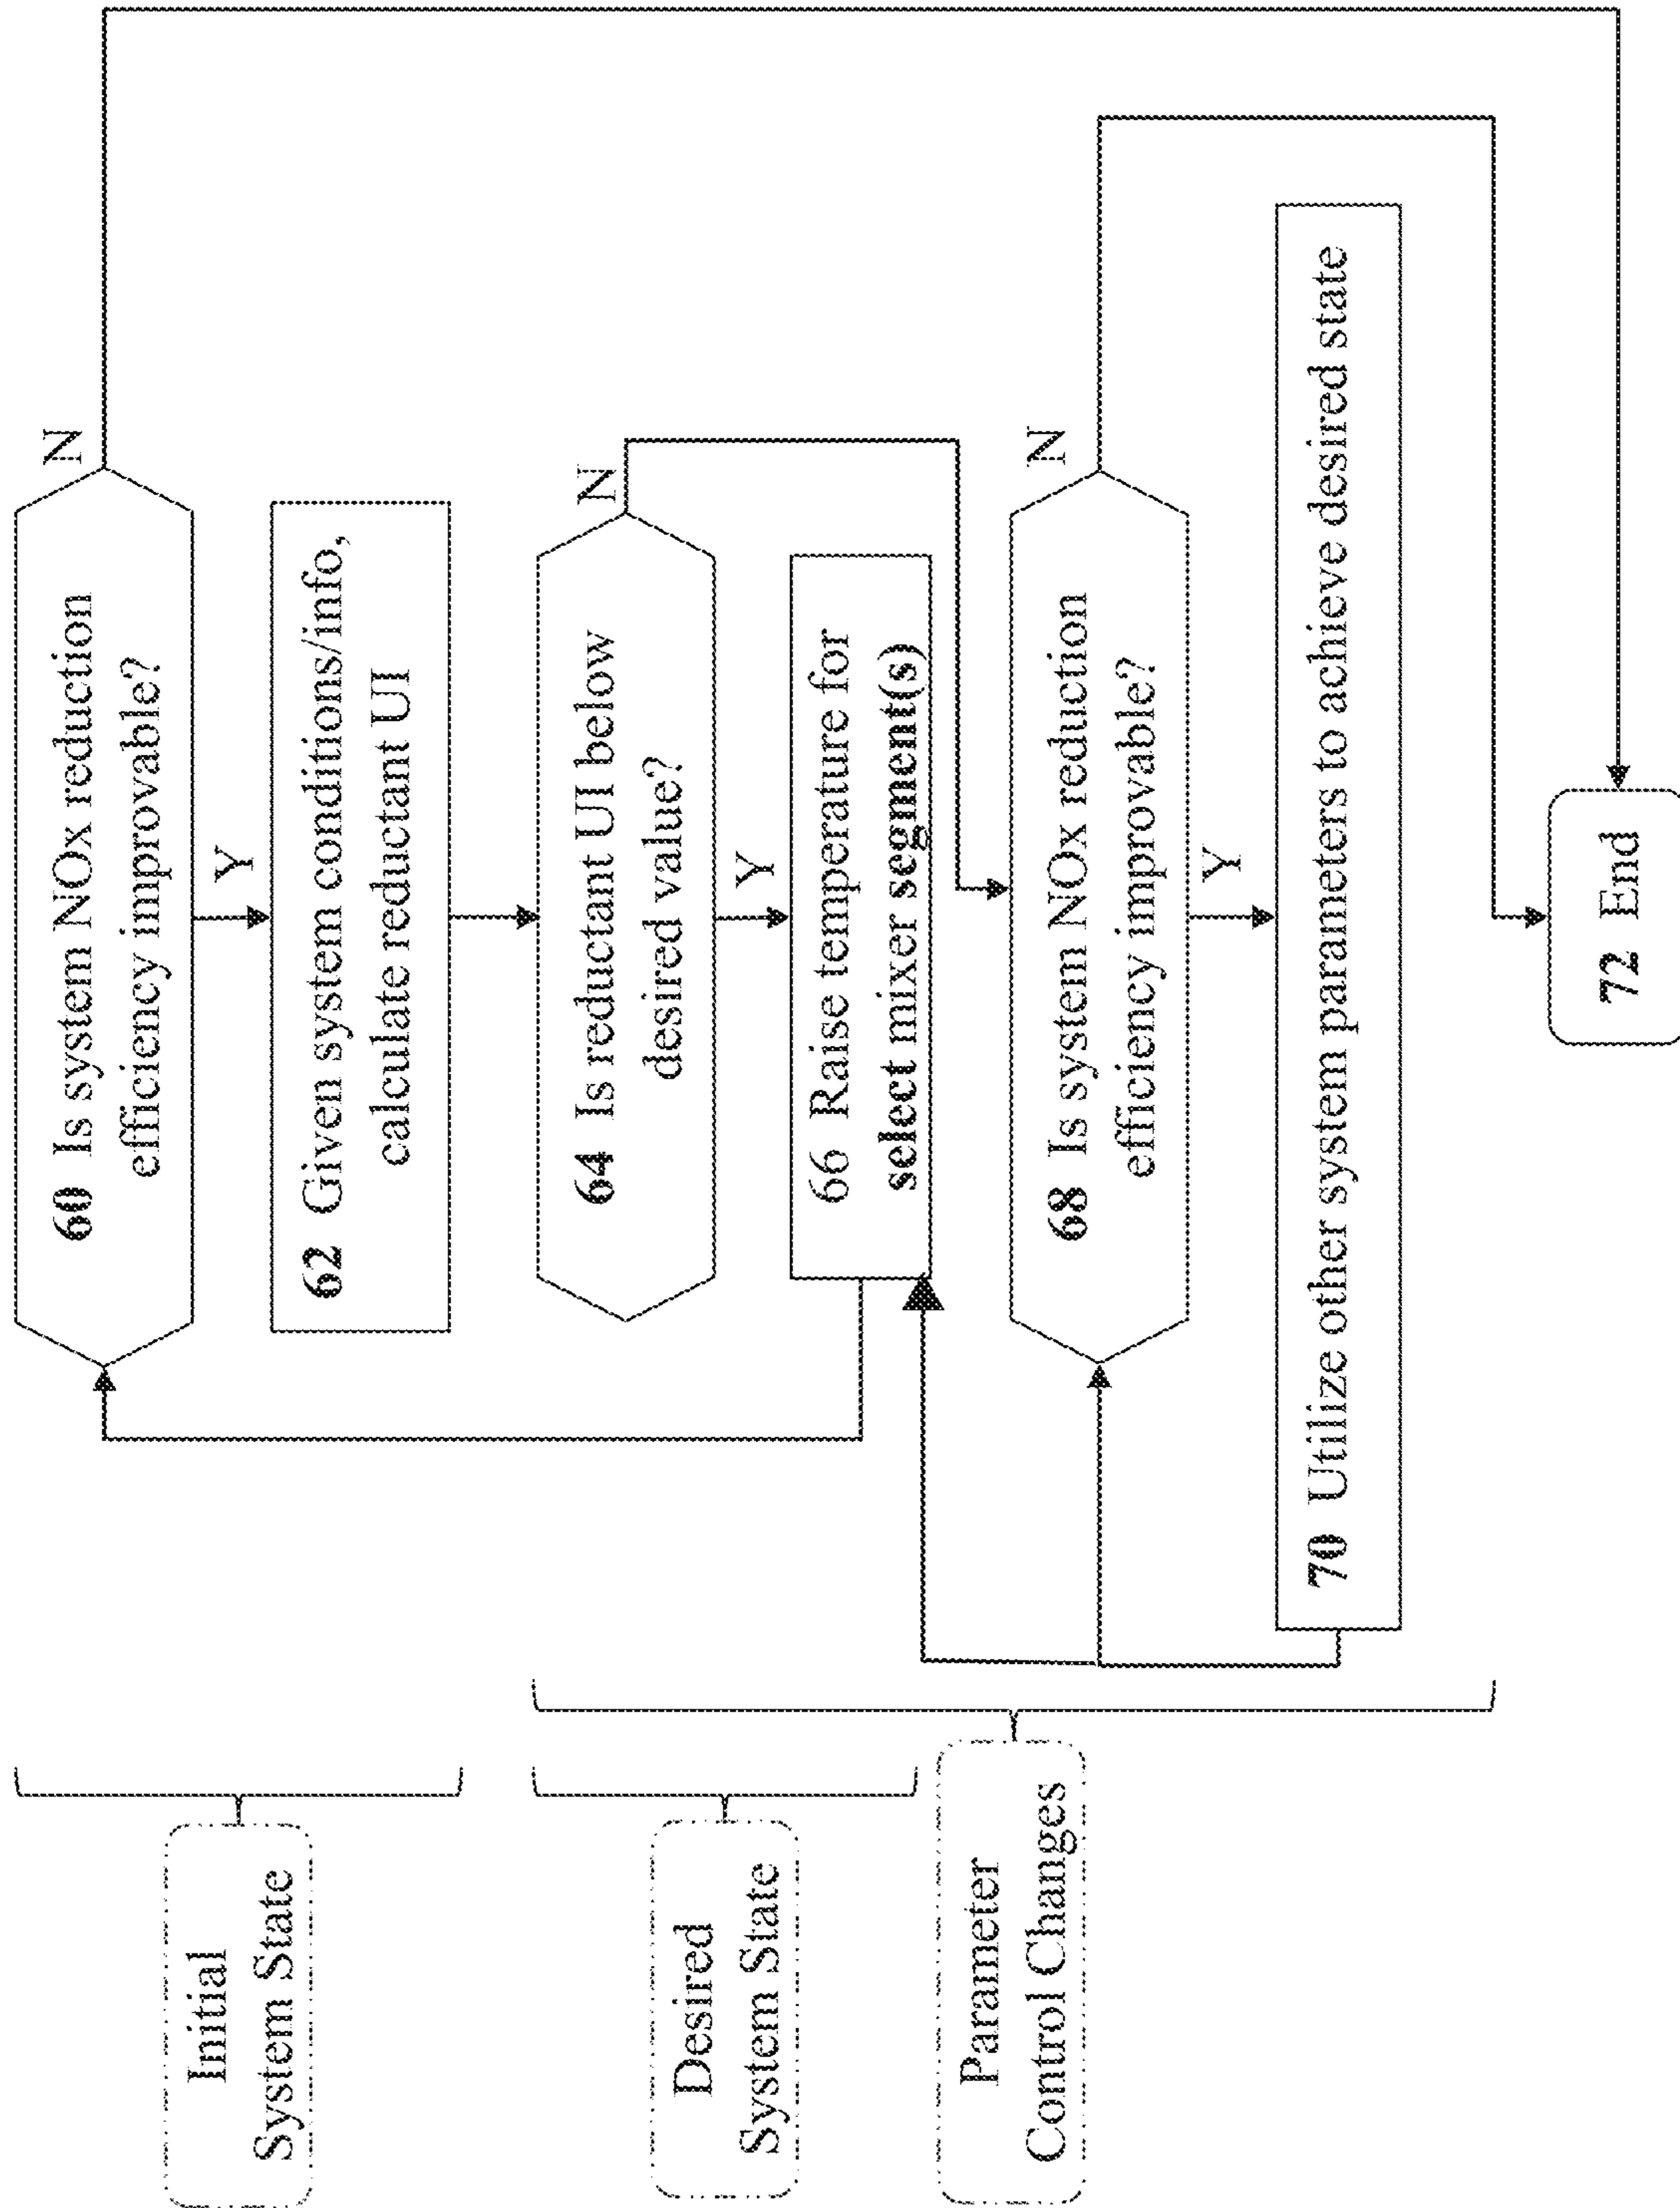 60 Is system NOx reduction
efficiency improvable?
N
Y
62 Given system conditions/info,
calculate reductant UI
64 Is reductant UI below
desired value?
N
Y
66 Raise temperature for
select mixer segment(s)
68 Is system NOx reduction
efficiency improvable?
N
Y
70 Utilize other system parameters to achieve desired state
72 End
Initial
System State
Desired
System State
Parameter
Control Changes